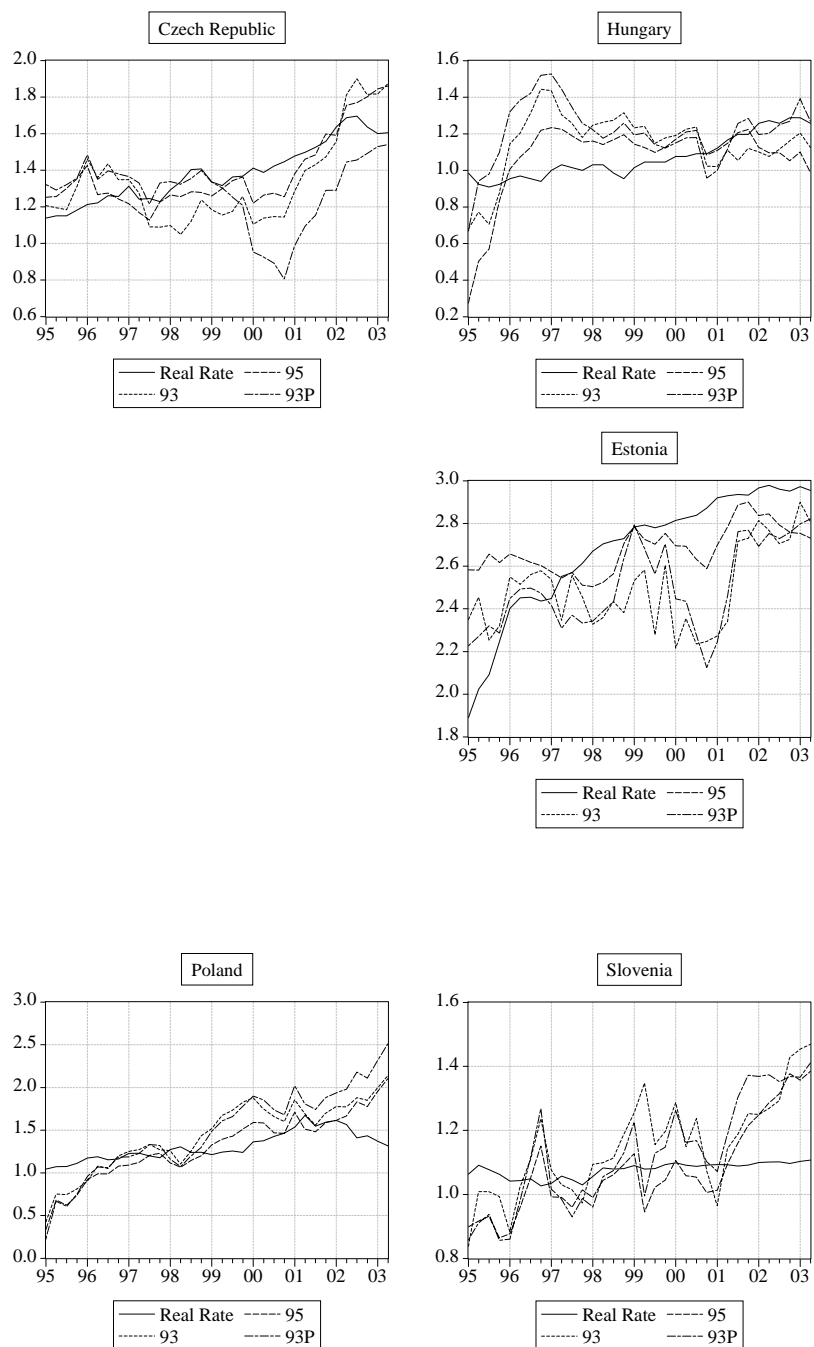 Czech Republic
2.0
1.8
1.6
1.4
1.2
1.0
0.8
0.6
95 96 97 98 99 00 01 02 03
Real Rate 95
93 93P
Hungary
1.6
1.4
1.2
1.0
0.8
0.6
0.4
0.2
95 96 97 98 99 00 01 02 03
Real Rate 95
93 93P
Estonia
3.0
2.8
2.6
2.4
2.2
2.0
1.8
95 96 97 98 99 00 01 02 03
Real Rate 95
93 93P
Poland
3.0
2.5
2.0
1.5
1.0
0.5
0.0
95 96 97 98 99 00 01 02 03
Real Rate 95
93 93P
Slovenia
1.6
1.4
1.2
1.0
0.8
95 96 97 98 99 00 01 02 03
Real Rate 95
93 93P